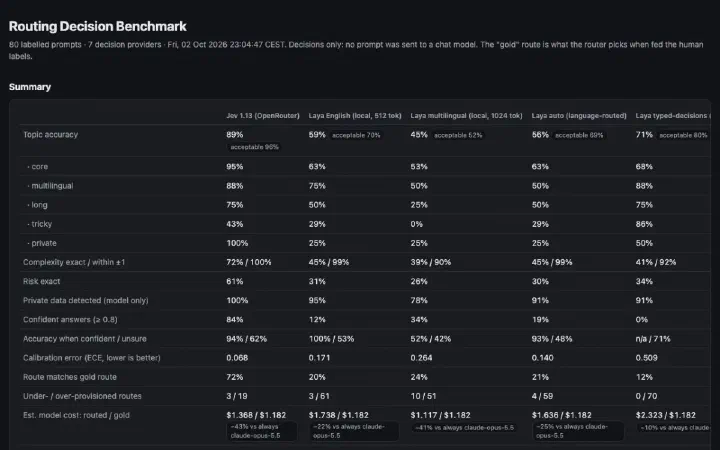 Routing Decision Benchmark
80 labelled prompts · 7 decision providers · Fri, 02 Oct 2026 23:04:47 CEST. Decisions only: no prompt was sent to a chat model. The "gold" route is what the router picks when fed the human
labels.
Summary
Jev 1.13 (OpenRouter) Laya English (local, 512 tok) Laya multilingual (local, 1024 tok) Laya auto (language-routed) Laya typed-decisions
Topic accuracy 89% acceptable 96% 59% acceptable 70% 45% acceptable 52% 56% acceptable 69% 71% acceptable 80%
· core 95% 63% 53% 63% 68%
· multilingual 88% 75% 50% 50% 88%
· long 75% 50% 25% 50% 75%
· tricky 43% 29% 0% 29% 86%
· private 100% 25% 25% 25% 50%
Complexity exact / within ±1 72% / 100% 45% / 99% 39% / 90% 45% / 99% 41% / 92%
Risk exact 61% 31% 26% 30% 34%
Private data detected (model only) 100% 95% 78% 91% 91%
Confident answers (≥ 0.8) 84% 12% 34% 19% 0%
Accuracy when confident / unsure 94% / 62% 100% / 53% 52% / 42% 93% / 48% n/a / 71%
Calibration error (ECE, lower is better) 0.068 0.171 0.264 0.140 0.509
Route matches gold route 72% 20% 24% 21% 12%
Under- / over-provisioned routes 3 / 19 3 / 61 10 / 51 4 / 59 0 / 70
Est. model cost: routed / gold $1.368 / $1.182 $1.738 / $1.182 $1.117 / $1.182 $1.636 / $1.182 $2.323 / $1.182
~43% vs always claude-opus-5.5 ~22% vs always claude-opus-5.5 ~41% vs always claude-opus-5.5 ~25% vs always claude-opus-5.5 ~10% vs always claude-